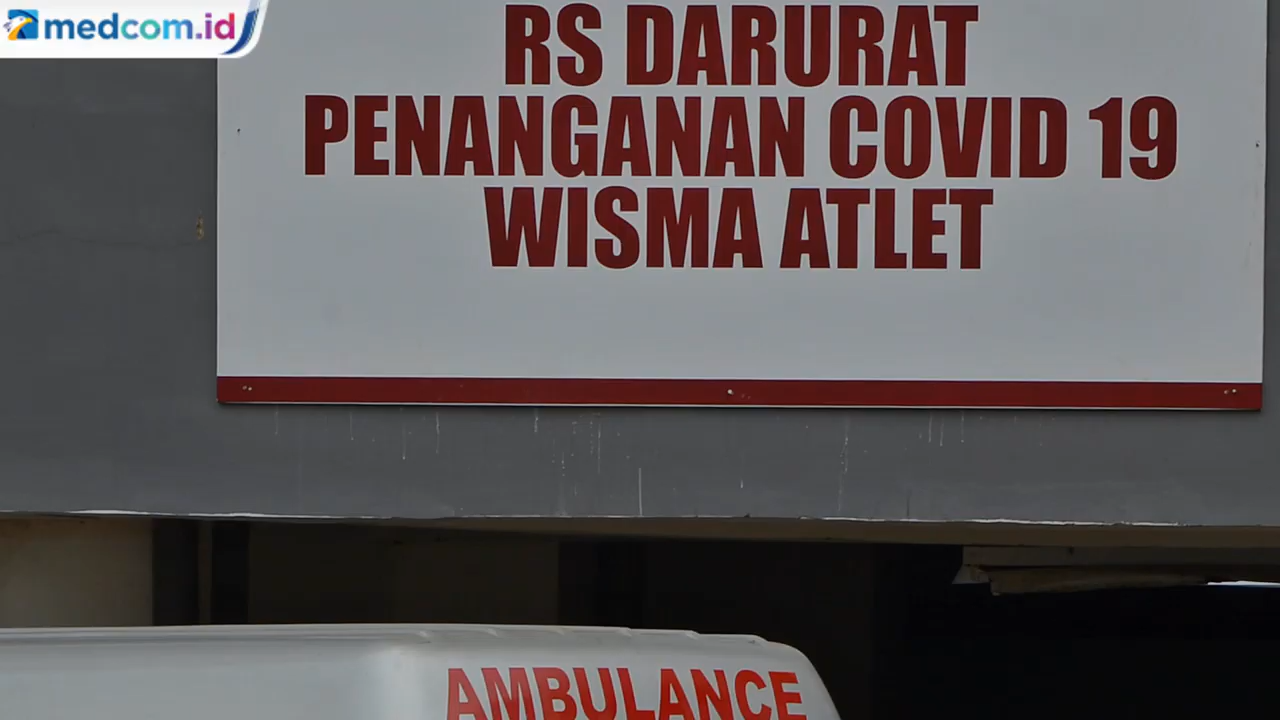 medcom.id
RS DARURAT
PENANGANAN COVID 19
WISMA ATLET
AMBULANCE